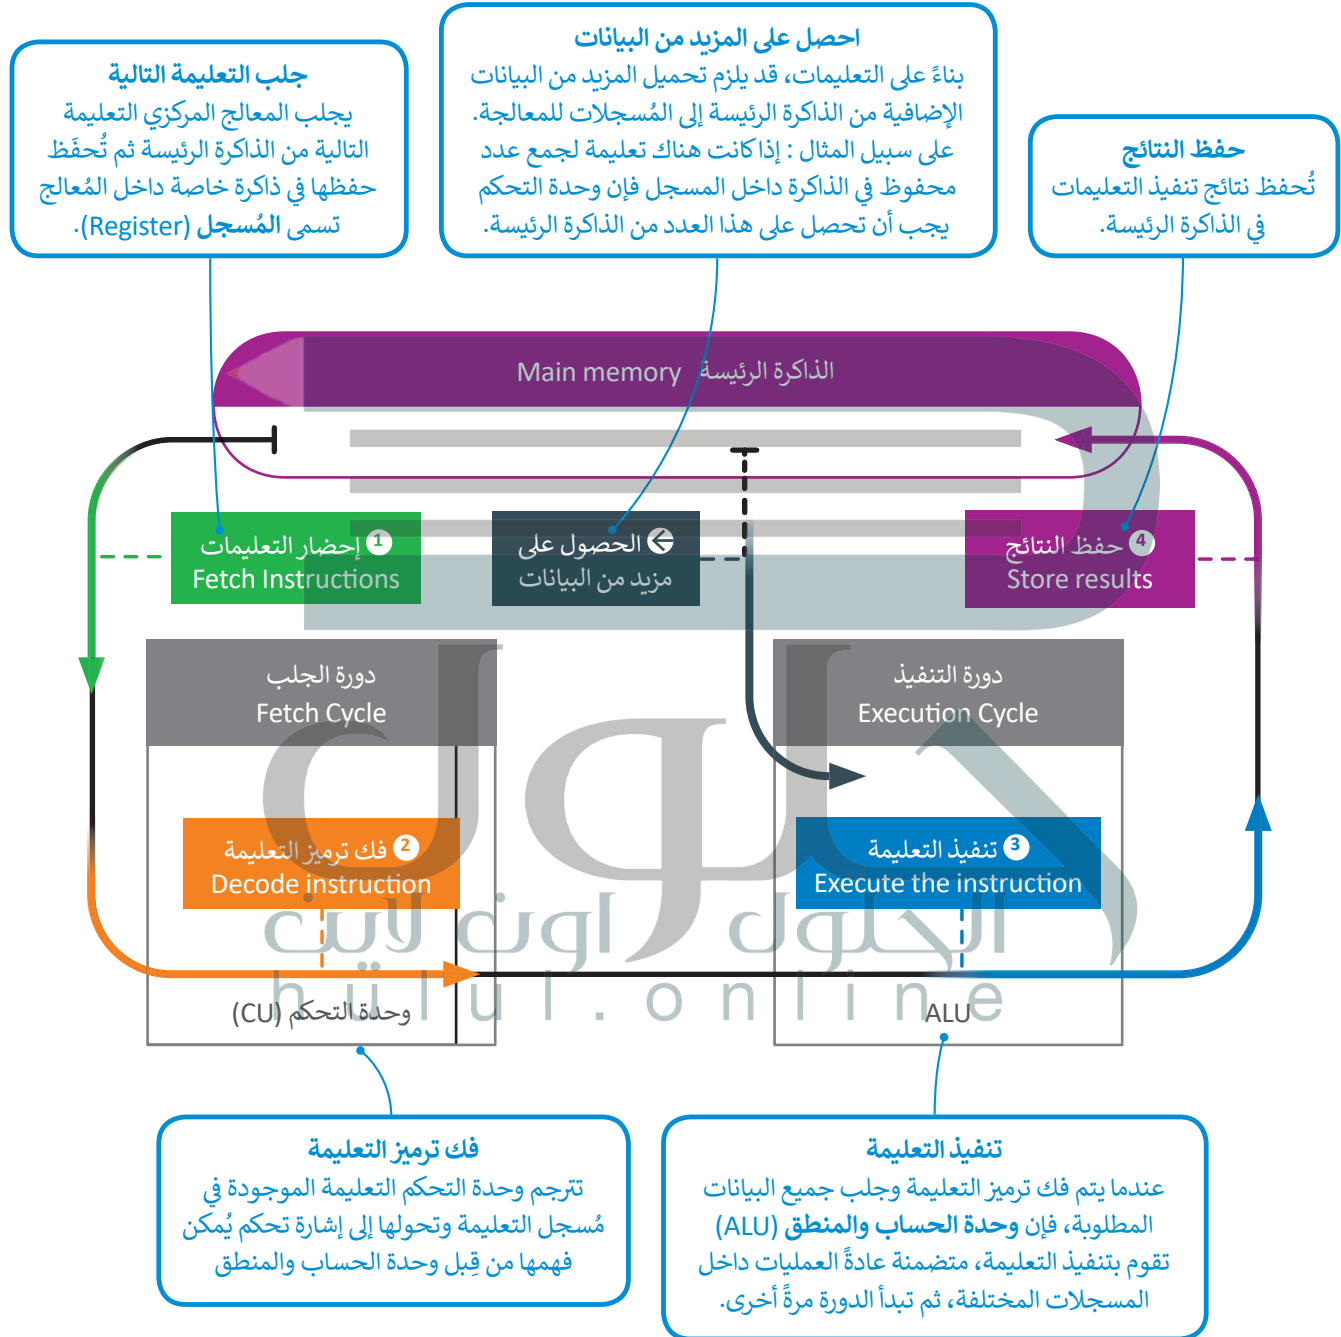 احصل على المزيد من البيانات
بناءً على التعليمات، قد يلزم تحميل المزيد من البيانات
الإضافية من الذاكرة الرئيسة إلى المُسجلات للمعالجة.
على سبيل المثال : إذا كانت هناك تعليمة لجمع عدد
محفوظ في الذاكرة داخل المسجل فإن وحدة التحكم
يجب أن تحصل على هذا العدد من الذاكرة الرئيسة.
جلب التعليمة التالية
يجلب المعالج المركزي التعليمة
التالية من الذاكرة الرئيسة ثم تُحفَظ
حفظها في ذاكرة خاصة داخل المُعالج
تسمى المُسجل (Register).
حفظ النتائج
تُحفظ نتائج تنفيذ التعليمات
في الذاكرة الرئيسة.
الذاكرة الرئيسة Main memory
1 إحضار التعليمات
Fetch Instructions
الحصول على
مزيد من البيانات
4 حفظ النتائج
Store results
دورة الجلب
Fetch Cycle
دورة التنفيذ
Execution Cycle
2 فك ترميز التعليمة
Decode instruction
3 تنفيذ التعليمة
Execute the instruction
حلول
الحلول اون لاين
hulul.online
وحدة التحكم (CU)
ALU
فك ترميز التعليمة
تترجم وحدة التحكم التعليمة الموجودة في
مُسجل التعليمة وتحولها إلى إشارة تحكم يُمكن
فهمها من قِبل وحدة الحساب والمنطق
تنفيذ التعليمة
عندما يتم فك ترميز التعليمة وجلب جميع البيانات
المطلوبة، فإن وحدة الحساب والمنطق (ALU)
تقوم بتنفيذ التعليمة، متضمنة عادةً العمليات داخل
المسجلات المختلفة، ثم تبدأ الدورة مرةً أخرى.